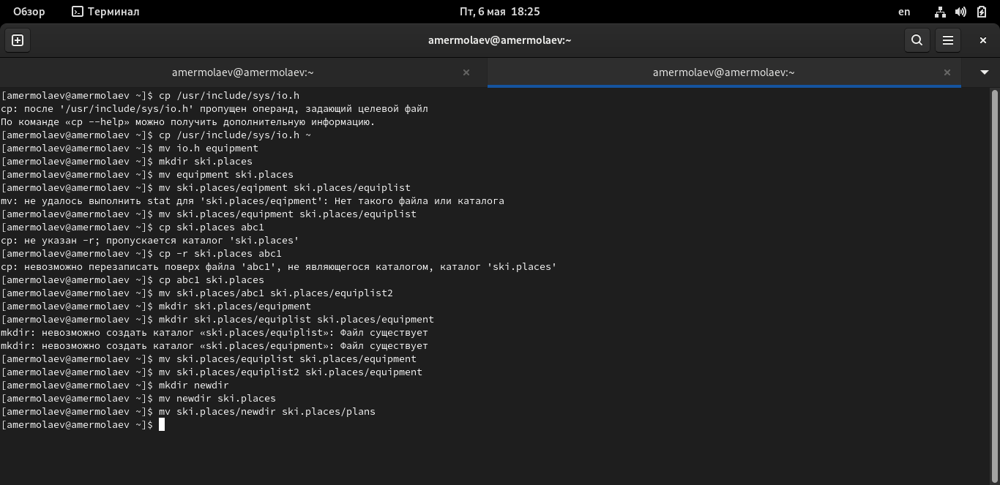 Обзор
Терминал
Пт, 6 мая 18:25
en
amermolaev@amermolaev:~
amermolaev@amermolaev:~
amermolaev@amermolaev:~
[amermolaev@amermolaev ~]$ cp /usr/include/sys/io.h
cp: после '/usr/include/sys/io.h' пропущен операнд, задающий целевой файл
По команде «cp --help» можно получить дополнительную информацию.
[amermolaev@amermolaev ~]$ cp /usr/include/sys/io.h ~
[amermolaev@amermolaev ~]$ mv io.h equipment
[amermolaev@amermolaev ~]$ mkdir ski.places
[amermolaev@amermolaev ~]$ mv equipment ski.places
[amermolaev@amermolaev ~]$ mv ski.places/eqipment ski.places/equiplist
mv: не удалось выполнить stat для 'ski.places/eqipment': Нет такого файла или каталога
[amermolaev@amermolaev ~]$ mv ski.places/equipment ski.places/equiplist
[amermolaev@amermolaev ~]$ cp ski.places abc1
cp: не указан -r; пропускается каталог 'ski.places'
[amermolaev@amermolaev ~]$ cp -r ski.places abc1
cp: невозможно перезаписать поверх файла 'abc1', не являющегося каталогом, каталог 'ski.places'
[amermolaev@amermolaev ~]$ cp abc1 ski.places
[amermolaev@amermolaev ~]$ mv ski.places/abc1 ski.places/equiplist2
[amermolaev@amermolaev ~]$ mkdir ski.places/equipment
[amermolaev@amermolaev ~]$ mkdir ski.places/equiplist ski.places/equipment
mkdir: невозможно создать каталог «ski.places/equiplist»: Файл существует
mkdir: невозможно создать каталог «ski.places/equipment»: Файл существует
[amermolaev@amermolaev ~]$ mv ski.places/equiplist ski.places/equipment
[amermolaev@amermolaev ~]$ mv ski.places/equiplist2 ski.places/equipment
[amermolaev@amermolaev ~]$ mkdir newdir
[amermolaev@amermolaev ~]$ mv newdir ski.places
[amermolaev@amermolaev ~]$ mv ski.places/newdir ski.places/plans
[amermolaev@amermolaev ~]$